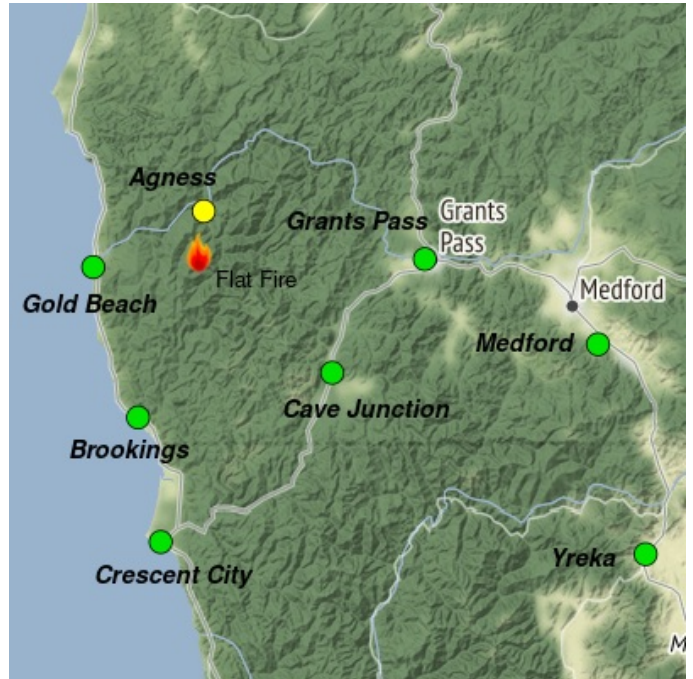 Agness
Grants Pass
Grants
Pass
Flat Fire
Medford
Gold Beach
Medford
Cave Junction
Brookings
Yreka
Crescent City
M